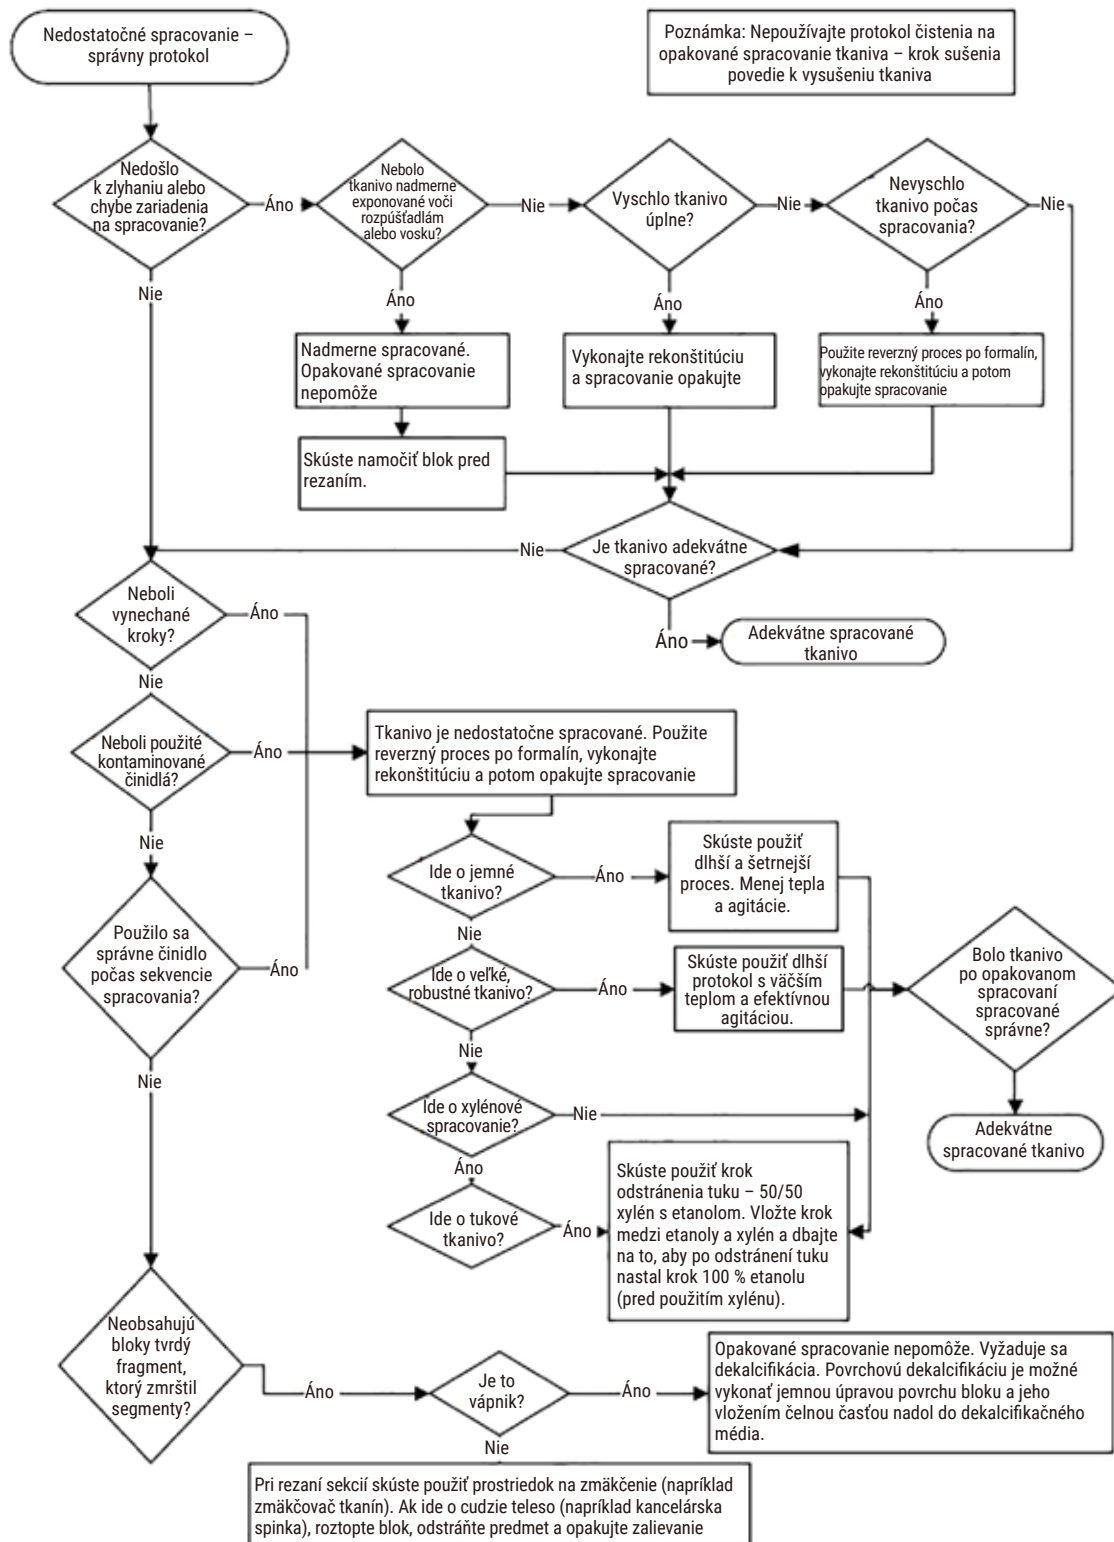 Nedostatočné spracovanie –
správny protokol
Poznámka: Nepoužívajte protokol čistenia na
opakované spracovanie tkaniva – krok sušenia
povedie k vysušeniu tkaniva
Nedošlo
k zlyhaniu alebo
chybe zariadenia
na spracovanie?
Áno
Nebolo
tkanivo nadmerne
exponované voči
rozpúšťadlám
alebo vosku?
Nie
Vyschlo tkanivo
úplne?
Nie
Nevyschlo
tkanivo počas
spracovania?
Nie
Nie
Áno
Áno
Áno
Nadmerne spracované.
Opakované spracovanie
nepomôže
Vykonajte rekonštitúciu
a spracovanie opakujte
Použite reverzný proces po formalín,
vykonajte rekonštitúciu a potom
opakujte spracovanie
Skúste namočiť blok pred
rezaním.
Je tkanivo adekvátne
spracované?
Nie
Áno
Adekvátne spracované
tkanivo
Neboli
vynechané
kroky?
Áno
Nie
Neboli použité
kontaminované
činidlá?
Áno
Tkanivo je nedostatočne spracované. Použite
reverzný proces po formalín, vykonajte
rekonštitúciu a potom opakujte spracovanie
Nie
Použilo sa
správne činidlo
počas sekvencie
spracovania?
Áno
Nie
Ide o jemné
tkanivo?
Áno
Skúste použiť
dlhší a šetrnejší
proces. Menej tepla
a agitácie.
Nie
Ide o veľké,
robustné tkanivo?
Áno
Skúste použiť dlhší
protokol s väčším
teplom a efektívnou
agitáciou.
Bolo tkanivo
po opakovanom
spracovaní
spracované
správne?
Nie
Ide o xylénové
spracovanie?
Nie
Adekvátne
spracované tkanivo
Áno
Ide o tukové
tkanivo?
Áno
Skúste použiť krok
odstránenia tuku – 50/50
xylén s etanolom. Vložte krok
medzi etanoly a xylén a dbajte
na to, aby po odstránení tuku
nastal krok 100 % etanolu
(pred použitím xylénu).
Neobsahujú
bloky tvrdý
fragment,
ktorý zmrštil
segmenty?
Áno
Je to
vápnik?
Áno
Opakované spracovanie nepomôže. Vyžaduje sa
dekalcifikácia. Povrchovú dekalcifikáciu je možné
vykonať jemnou úpravou povrchu bloku a jeho
vložením čelnou časťou nadol do dekalcifikačného
média.
Nie
Pri rezaní sekcií skúste použiť prostriedok na zmäkčenie (napríklad
zmäkčovač tkanín). Ak ide o cudzie teleso (napríklad kancelárska
spinka), roztopte blok, odstráňte predmet a opakujte zalievanie